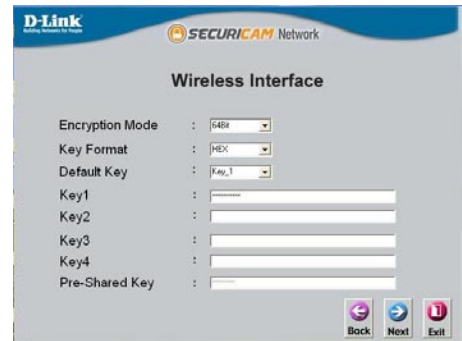 D-Link
Building Networks for People
SECURICAM Network
Wireless Interface
Encryption Mode : 64Bit
Key Format : HEX
Default Key : Key_1
Key1 :
Key2 :
Key3 :
Key4 :
Pre-Shared Key :
Back Next Exit